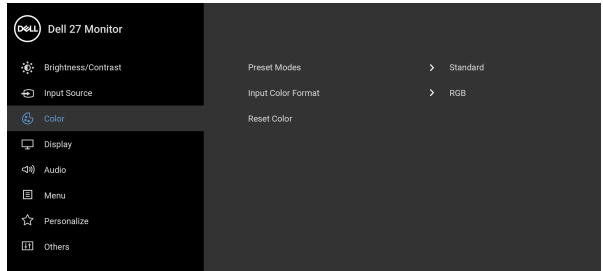 DELL Dell 27 Monitor
Brightness/Contrast Preset Modes Standard
Input Source Input Color Format RGB
Color Reset Color
Display
Audio
Menu
Personalize
Others